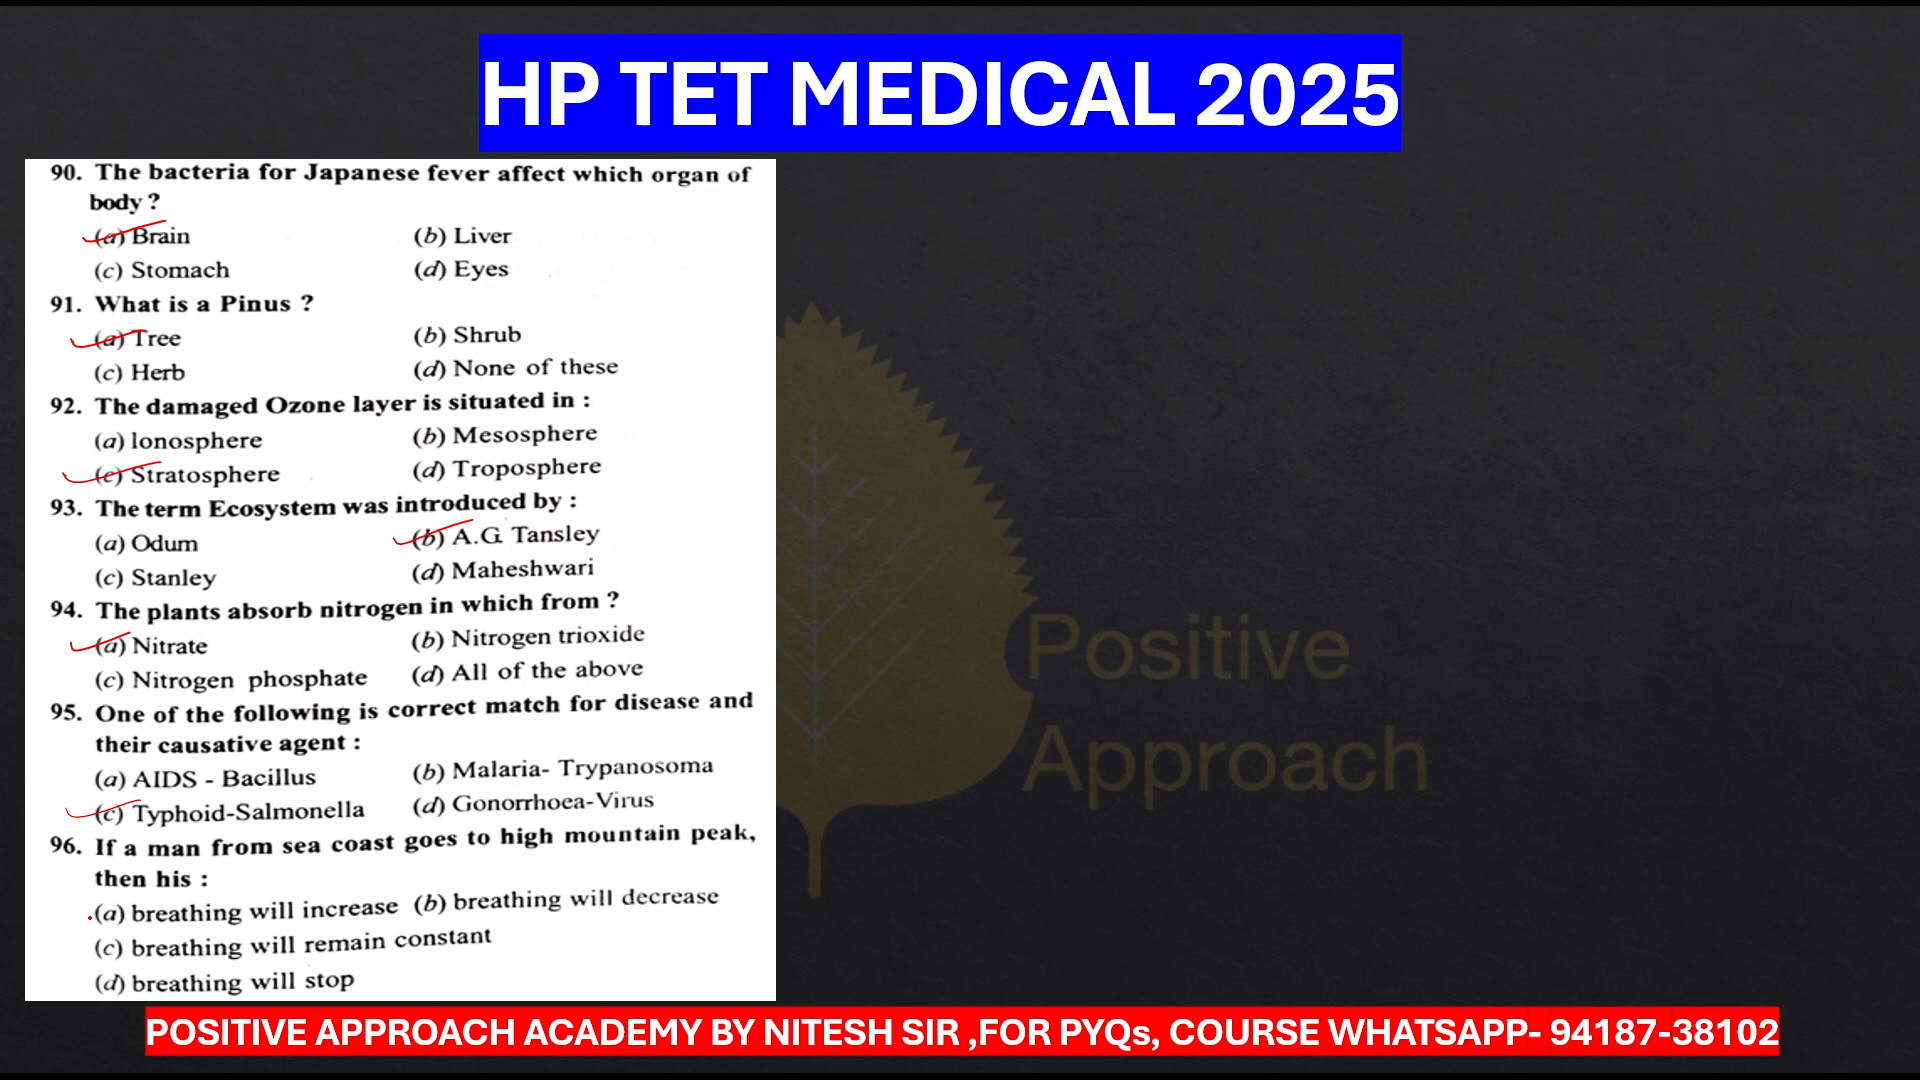 HP TET MEDICAL 2025
90. The bacteria for Japanese fever affect which organ of
body ?
(a) Brain (b) Liver
(c) Stomach (d) Eyes
91. What is a Pinus ?
(a) Tree (b) Shrub
(c) Herb (d) None of these
92. The damaged Ozone layer is situated in :
(a) Ionosphere (b) Mesosphere
(c) Stratosphere (d) Troposphere
93. The term Ecosystem was introduced by :
(a) Odum (b) A.G. Tansley
(c) Stanley (d) Maheshwari
94. The plants absorb nitrogen in which from ?
(a) Nitrate (b) Nitrogen trioxide
(c) Nitrogen phosphate (d) All of the above
95. One of the following is correct match for disease and
their causative agent :
(a) AIDS - Bacillus (b) Malaria- Trypanosoma
(c) Typhoid-Salmonella (d) Gonorrhoea-Virus
96. If a man from sea coast goes to high mountain peak,
then his :
(a) breathing will increase (b) breathing will decrease
(c) breathing will remain constant
(d) breathing will stop
Positive
Approach
POSITIVE APPROACH ACADEMY BY NITESH SIR ,FOR PYQs, COURSE WHATSAPP- 94187-38102